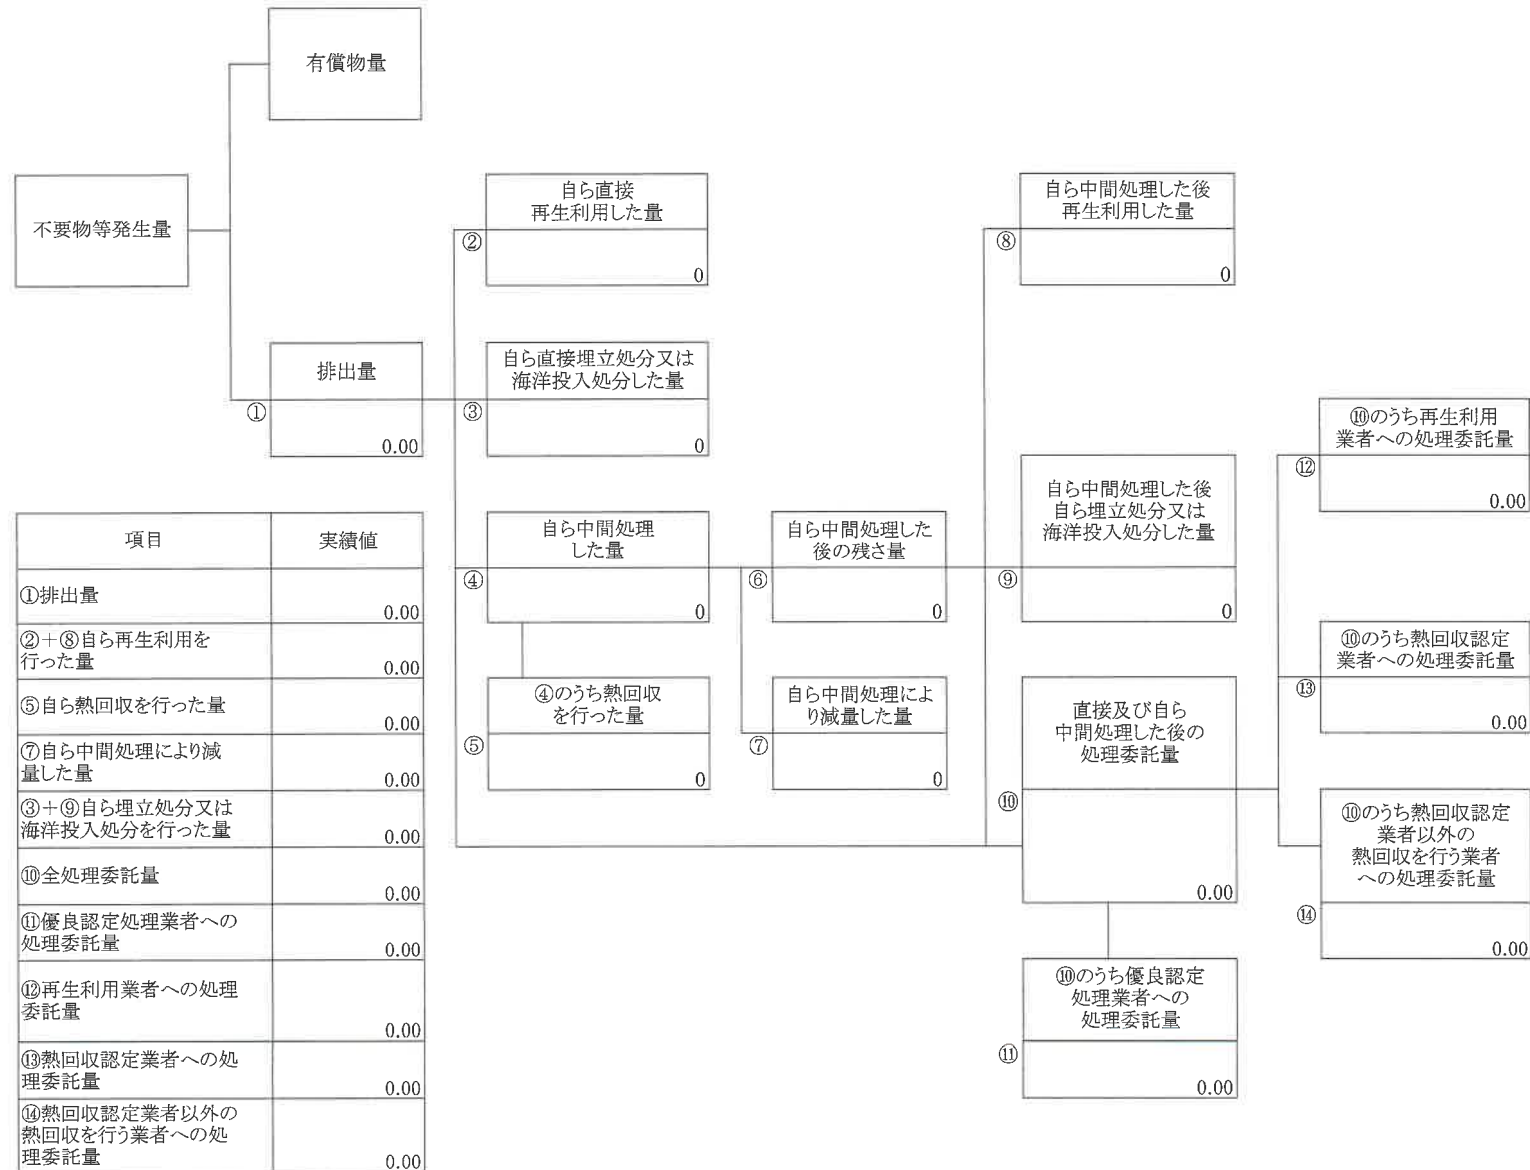 有償物量
不要物等発生量
自ら直接
再生利用した量
②
0
自ら中間処理した後
再生利用した量
⑧
0
排出量
①
0.00
自ら直接埋立処分又は
海洋投入処分した量
③
0
⑩のうち再生利用
業者への処理委託量
⑫
0.00
自ら中間処理
した量
④
0
自ら中間処理した
後の残さ量
⑥
0
自ら中間処理した後
自ら埋立処分又は
海洋投入処分した量
⑨
0
⑩のうち熱回収認定
業者への処理委託量
⑬
0.00
④のうち熱回収
を行った量
⑤
0
自ら中間処理によ
り減量した量
⑦
0
直接及び自ら
中間処理した後の
処理委託量
⑩
0.00
⑩のうち熱回収認定
業者以外の
熱回収を行う業者
への処理委託量
⑭
0.00
⑩のうち優良認定
処理業者への
処理委託量
⑪
0.00
項目 実績値
①排出量
0.00
②+⑧自ら再生利用を
行った量
0.00
⑤自ら熱回収を行った量
0.00
⑦自ら中間処理により減
量した量
0.00
③+⑨自ら埋立処分又は
海洋投入処分を行った量
0.00
⑩全処理委託量
0.00
⑪優良認定処理業者への
処理委託量
0.00
⑫再生利用業者への処理
委託量
0.00
⑬熱回収認定業者への処
理委託量
0.00
⑭熱回収認定業者以外の
熱回収を行う業者への処
理委託量
0.00